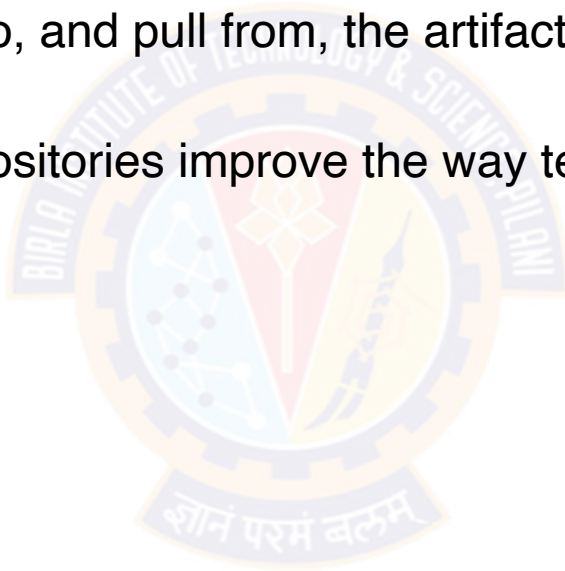 o, and pull from, the artifact
ositories improve the way te
BIRLA INSTITUTE OF TECHNOLOGY & SCIENCE PILANI
ज्ञानं परमं बलम्